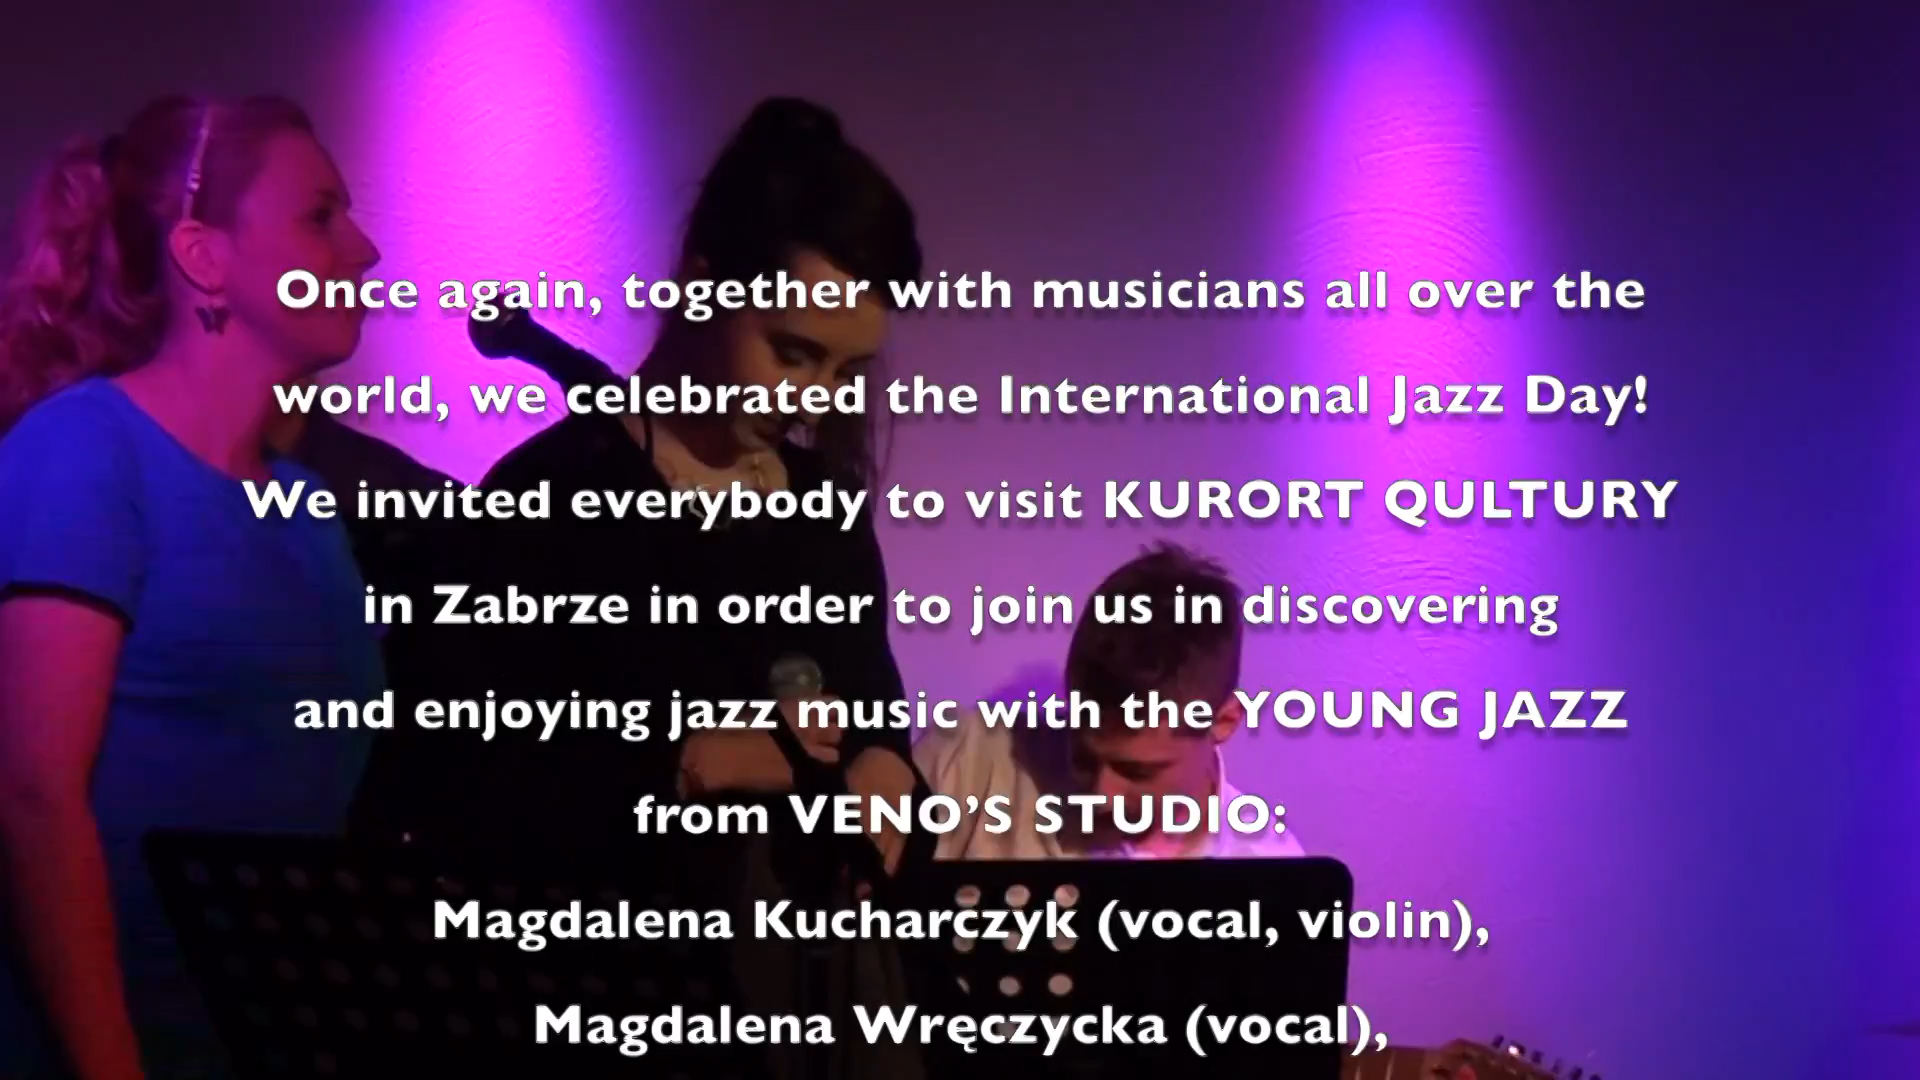 Once again, together with musicians all over the
world, we celebrated the International Jazz Day!
We invited everybody to visit KURORT QULTURY
in Zabrze in order to join us in discovering
and enjoying jazz music with the YOUNG JAZZ
from VENO’S STUDIO:
Magdalena Kucharczyk (vocal, violin),
Magdalena Wręczycka (vocal),